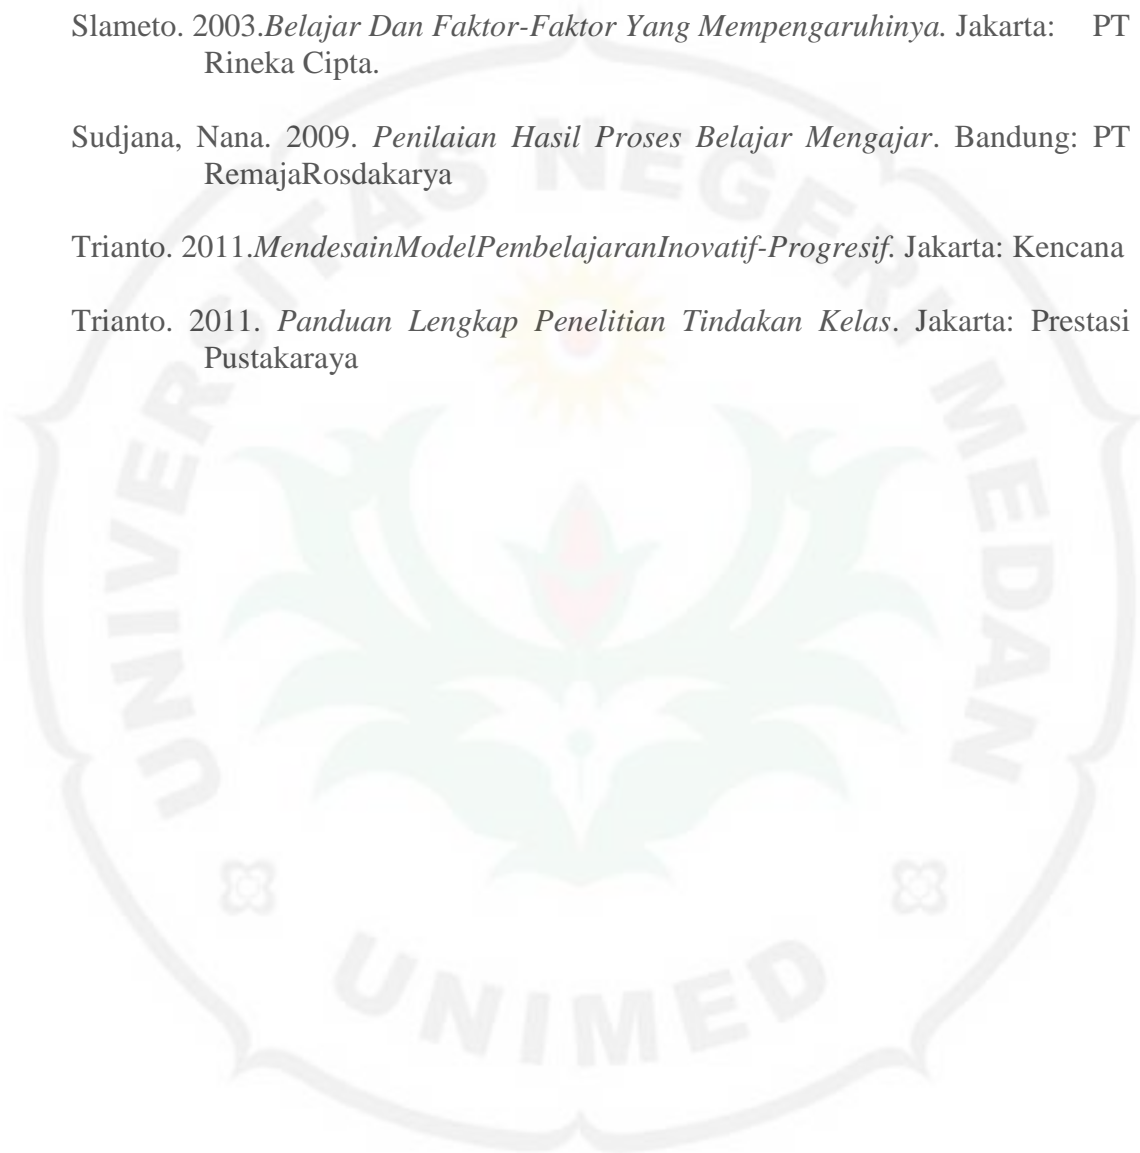 Slameto. 2003.Belajar Dan Faktor-Faktor Yang Mempengaruhinya. Jakarta: PT
Rineka Cipta.
Sudjana, Nana. 2009. Penilaian Hasil Proses Belajar Mengajar. Bandung: PT
RemajaRosdakarya
Trianto. 2011.MendesainModelPembelajaranInovatif-Progresif. Jakarta: Kencana
Trianto. 2011. Panduan Lengkap Penelitian Tindakan Kelas. Jakarta: Prestasi
Pustakaraya
UNIVERSITAS NEGERI MEDAN
UNIMED